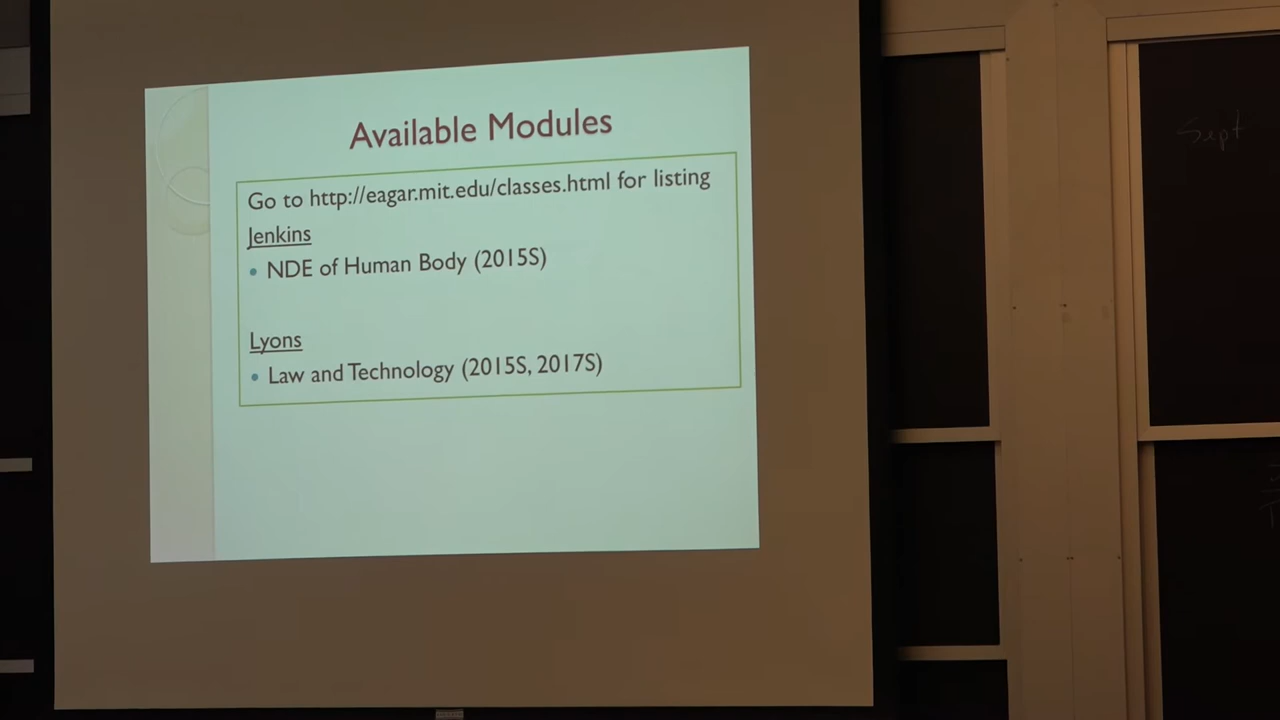 Available Modules
Go to http://eagar.mit.edu/classes.html for listing
Jenkins
• NDE of Human Body (2015S)
Lyons
• Law and Technology (2015S, 2017S)
Sept